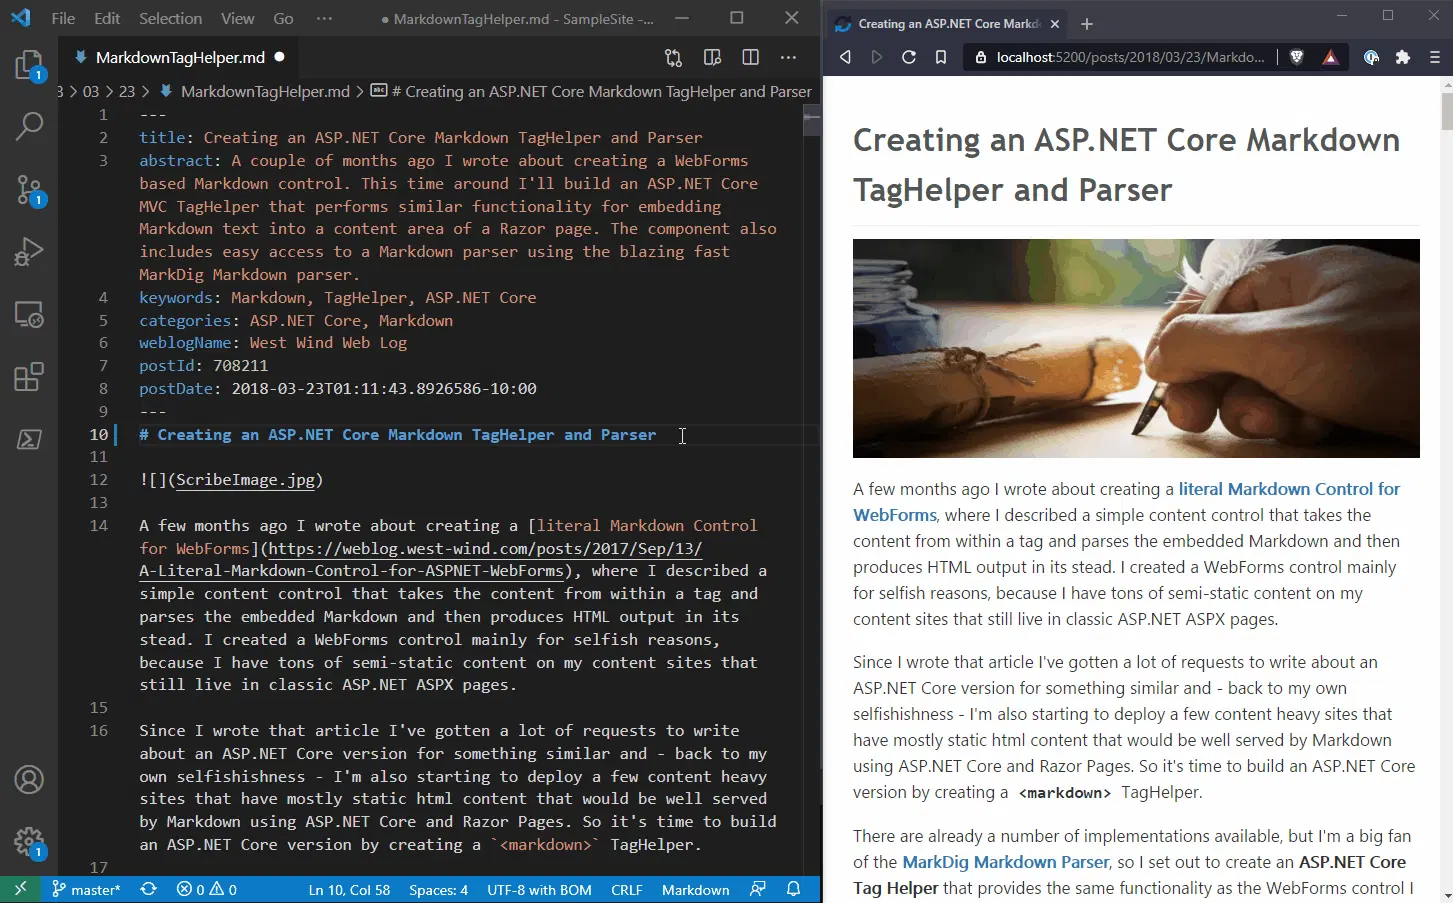 File Edit Selection View Go ···
● MarkdownTagHelper.md - SampleSite -...
MarkdownTagHelper.md ●
3 > 03 > 23 > MarkdownTagHelper.md > # Creating an ASP.NET Core Markdown TagHelper and Parser
1 ---
2 title: Creating an ASP.NET Core Markdown TagHelper and Parser
3 abstract: A couple of months ago I wrote about creating a WebForms
based Markdown control. This time around I'll build an ASP.NET Core
MVC TagHelper that performs similar functionality for embedding
Markdown text into a content area of a Razor page. The component also
includes easy access to a Markdown parser using the blazing fast
MarkDig Markdown parser.
4 keywords: Markdown, TagHelper, ASP.NET Core
5 categories: ASP.NET Core, Markdown
6 weblogName: West Wind Web Log
7 postId: 708211
8 postDate: 2018-03-23T01:11:43.8926586-10:00
9 ---
10 # Creating an ASP.NET Core Markdown TagHelper and Parser
11
12 ![](ScribeImage.jpg)
13
14 A few months ago I wrote about creating a [literal Markdown Control
for WebForms](https://weblog.west-wind.com/posts/2017/Sep/13/
A-Literal-Markdown-Control-for-ASPNET-WebForms), where I described a
simple content control that takes the content from within a tag and
parses the embedded Markdown and then produces HTML output in its
stead. I created a WebForms control mainly for selfish reasons,
because I have tons of semi-static content on my content sites that
still live in classic ASP.NET ASPX pages.
15
16 Since I wrote that article I've gotten a lot of requests to write
about an ASP.NET Core version for something similar and - back to my
own selfishishness - I'm also starting to deploy a few content heavy
sites that have mostly static html content that would be well served
by Markdown using ASP.NET Core and Razor Pages. So it's time to build
an ASP.NET Core version by creating a `<markdown>` TagHelper.
17
1
1
1
master* 0 0 Ln 10, Col 58 Spaces: 4 UTF-8 with BOM CRLF Markdown
Creating an ASP.NET Core Markd
localhost:5200/posts/2018/03/23/Markdo...
Creating an ASP.NET Core Markdown
TagHelper and Parser
A few months ago I wrote about creating a literal Markdown Control for
WebForms, where I described a simple content control that takes the
content from within a tag and parses the embedded Markdown and then
produces HTML output in its stead. I created a WebForms control mainly
for selfish reasons, because I have tons of semi-static content on my
content sites that still live in classic ASP.NET ASPX pages.
Since I wrote that article I've gotten a lot of requests to write about an
ASP.NET Core version for something similar and - back to my own
selfishishness - I'm also starting to deploy a few content heavy sites that
have mostly static html content that would be well served by Markdown
using ASP.NET Core and Razor Pages. So it's time to build an ASP.NET Core
version by creating a <markdown> TagHelper.
There are already a number of implementations available, but I'm a big fan
of the MarkDig Markdown Parser, so I set out to create an ASP.NET Core
Tag Helper that provides the same functionality as the WebForms control I